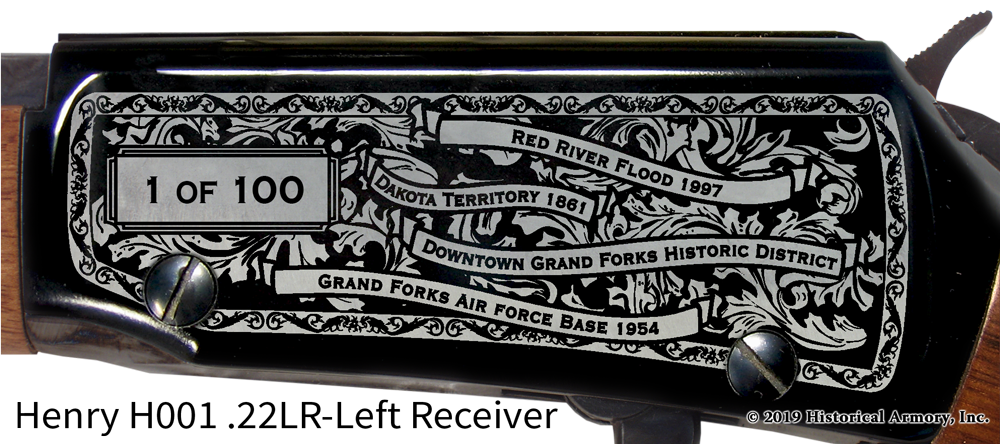 RED RIVER FLOOD 1997
1 OF 100
DAKOTA TERRITORY 1861
DOWNTOWN GRAND FORKS HISTORIC DISTRICT
GRAND FORKS AIR FORCE BASE 1954
Henry H001 .22LR-Left Receiver
© 2019 Historical Armory, Inc.